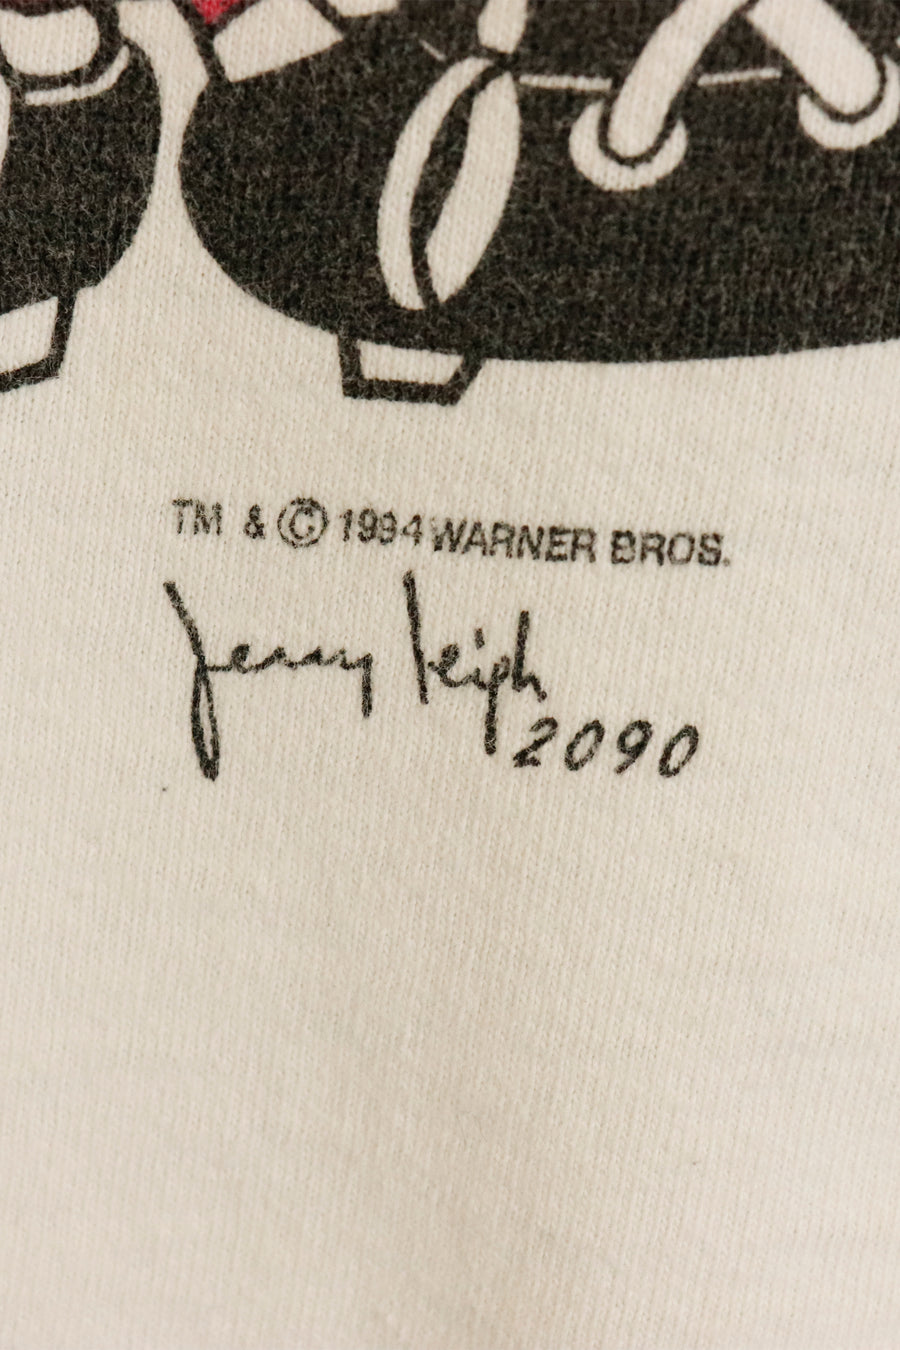 TM & © 1994 WARNER BROS.
Jerry Leigh
2090